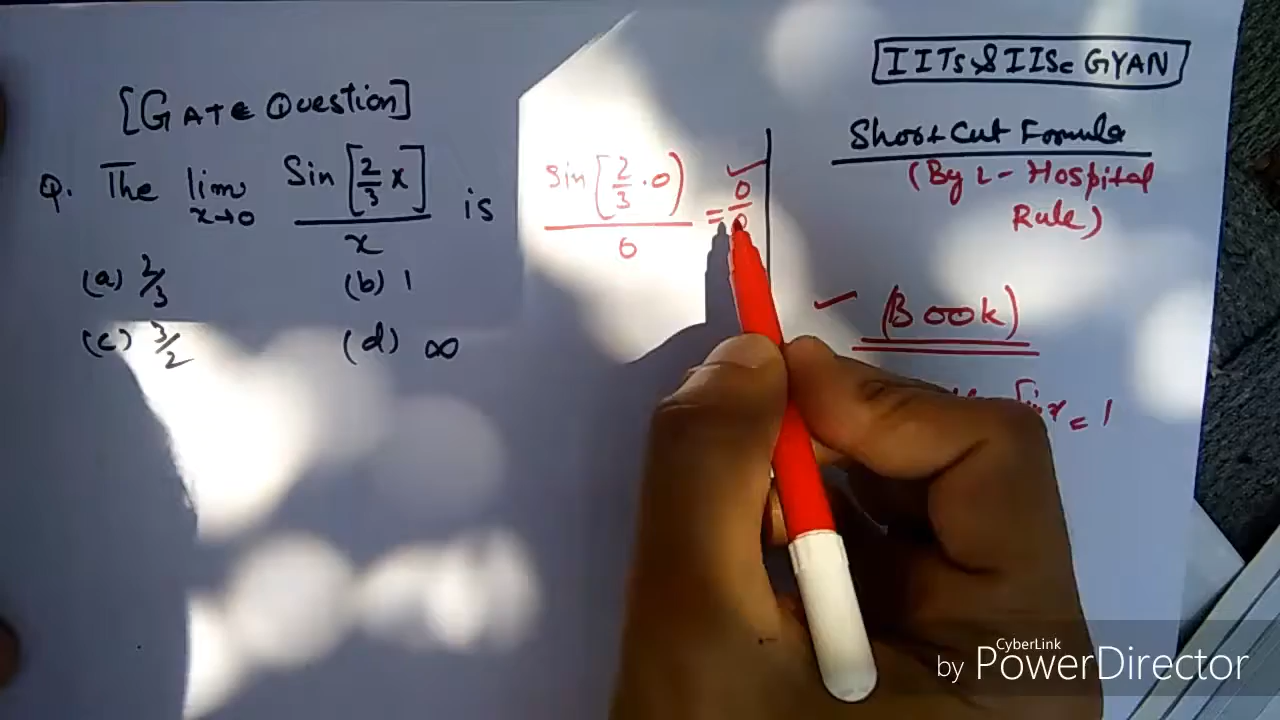 [GATE Question]
Q. The lim x→0 Sin[2/3 x] / x is
(a) 2/3 (b) 1
(c) 3/2 (d) ∞
Sin[2/3 · 0) / 0 = 0/0
IITs & IISc GYAN
Short Cut Formula
(By L-Hospital
Rule)
(Book)
= 1
CyberLink
by PowerDirector